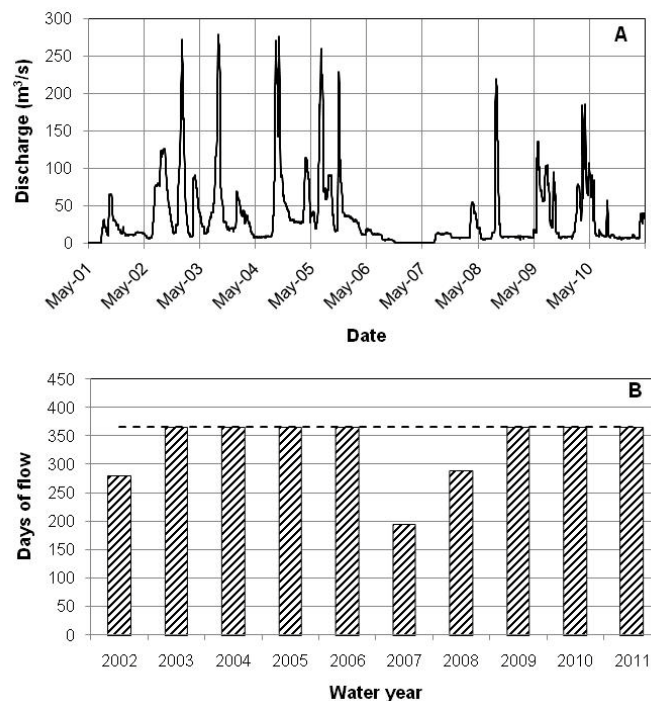 A
300
250
200
150
100
50
0
Discharge (m³/s)
May-01
May-02
May-03
May-04
May-05
May-06
May-07
May-08
May-09
May-10
Date
B
450
400
350
300
250
200
150
100
50
0
Days of flow
2002 2003 2004 2005 2006 2007 2008 2009 2010 2011
Water year